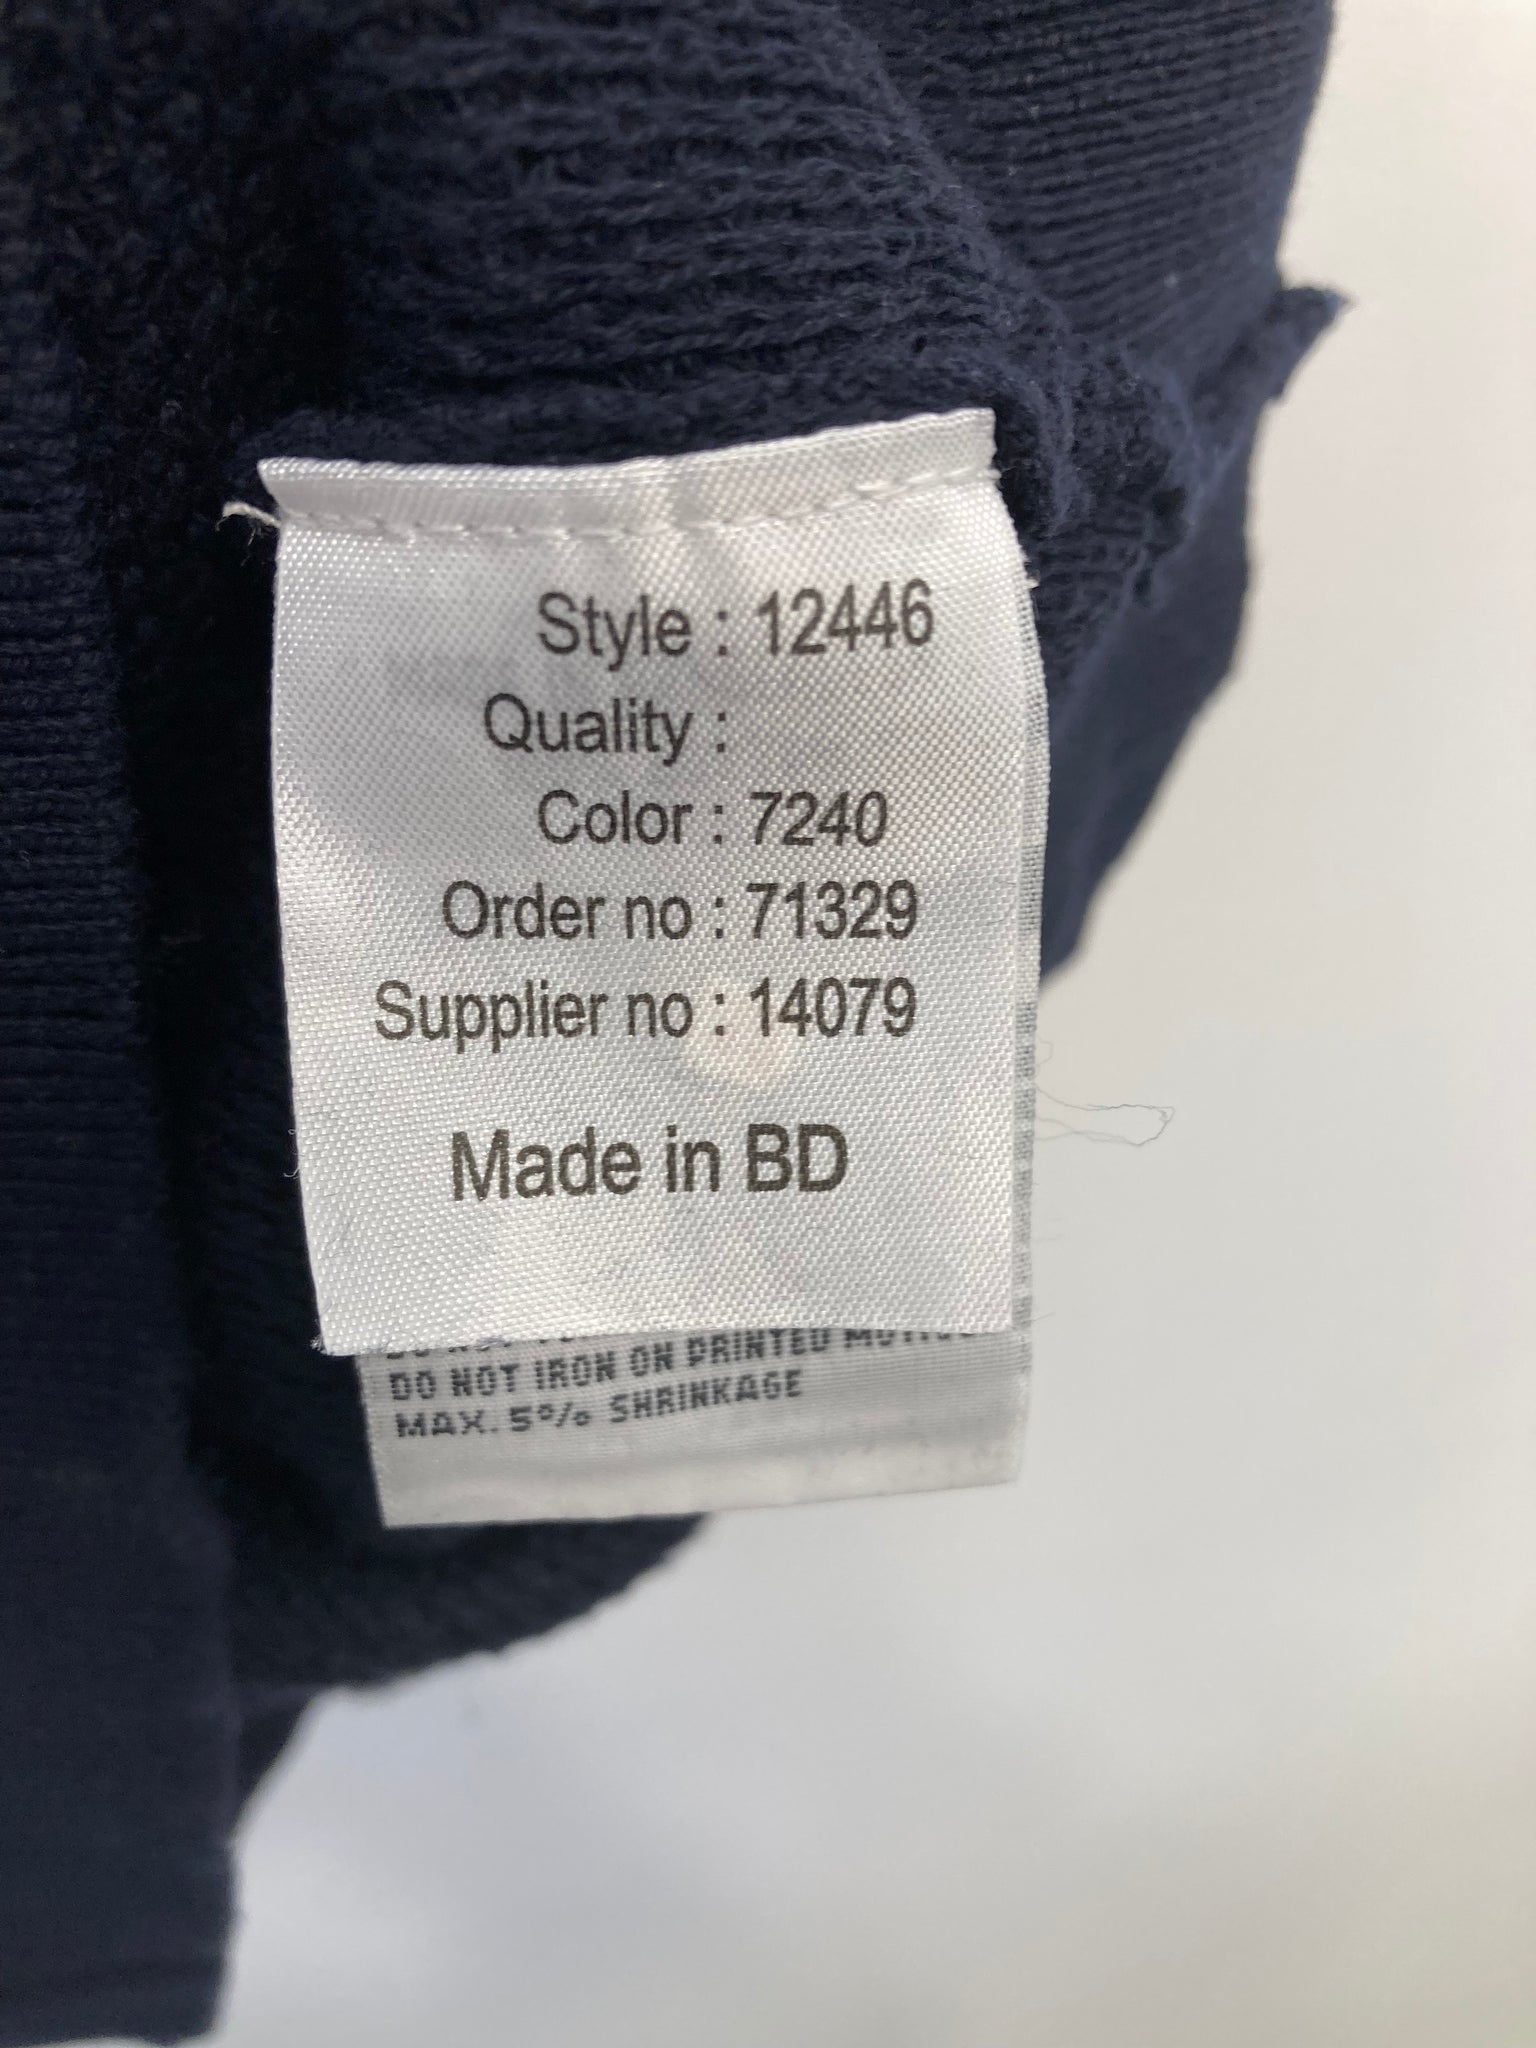 Style : 12446
Quality :
Color : 7240
Order no : 71329
Supplier no : 14079
Made in BD
DO NOT IRON ON PRINTED
MAX. 5% SHRINKAGE